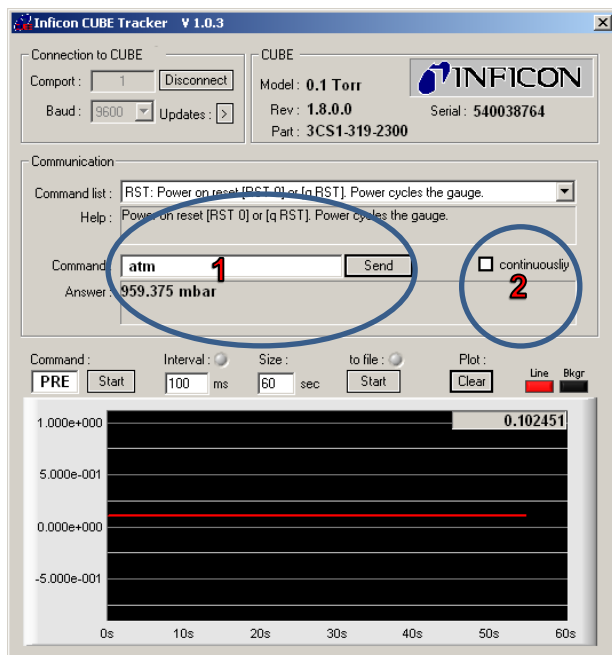 Inficon CUBE Tracker V 1.0.3
Connection to CUBE
Comport : 1 Disconnect
Baud : 9600 Updates : >
CUBE
Model : 0.1 Torr
INFICON
Rev : 1.8.0.0 Serial : 540038764
Part : 3CS1-319-2300
Communication
Command list : RST: Power on reset [RST 0] or [q RST]. Power cycles the gauge.
Help : Power on reset [RST 0] or [q RST]. Power cycles the gauge.
Command atm 1 Send continuousliy
Answer : 959.375 mbar 2
Command : Interval : Size : to file : Plot :
PRE Start 100 ms 60 sec Start Clear Line Bkgr
0.102451
1.000e+000
5.000e-001
0.000e+000
-5.000e-001
0s 10s 20s 30s 40s 50s 60s